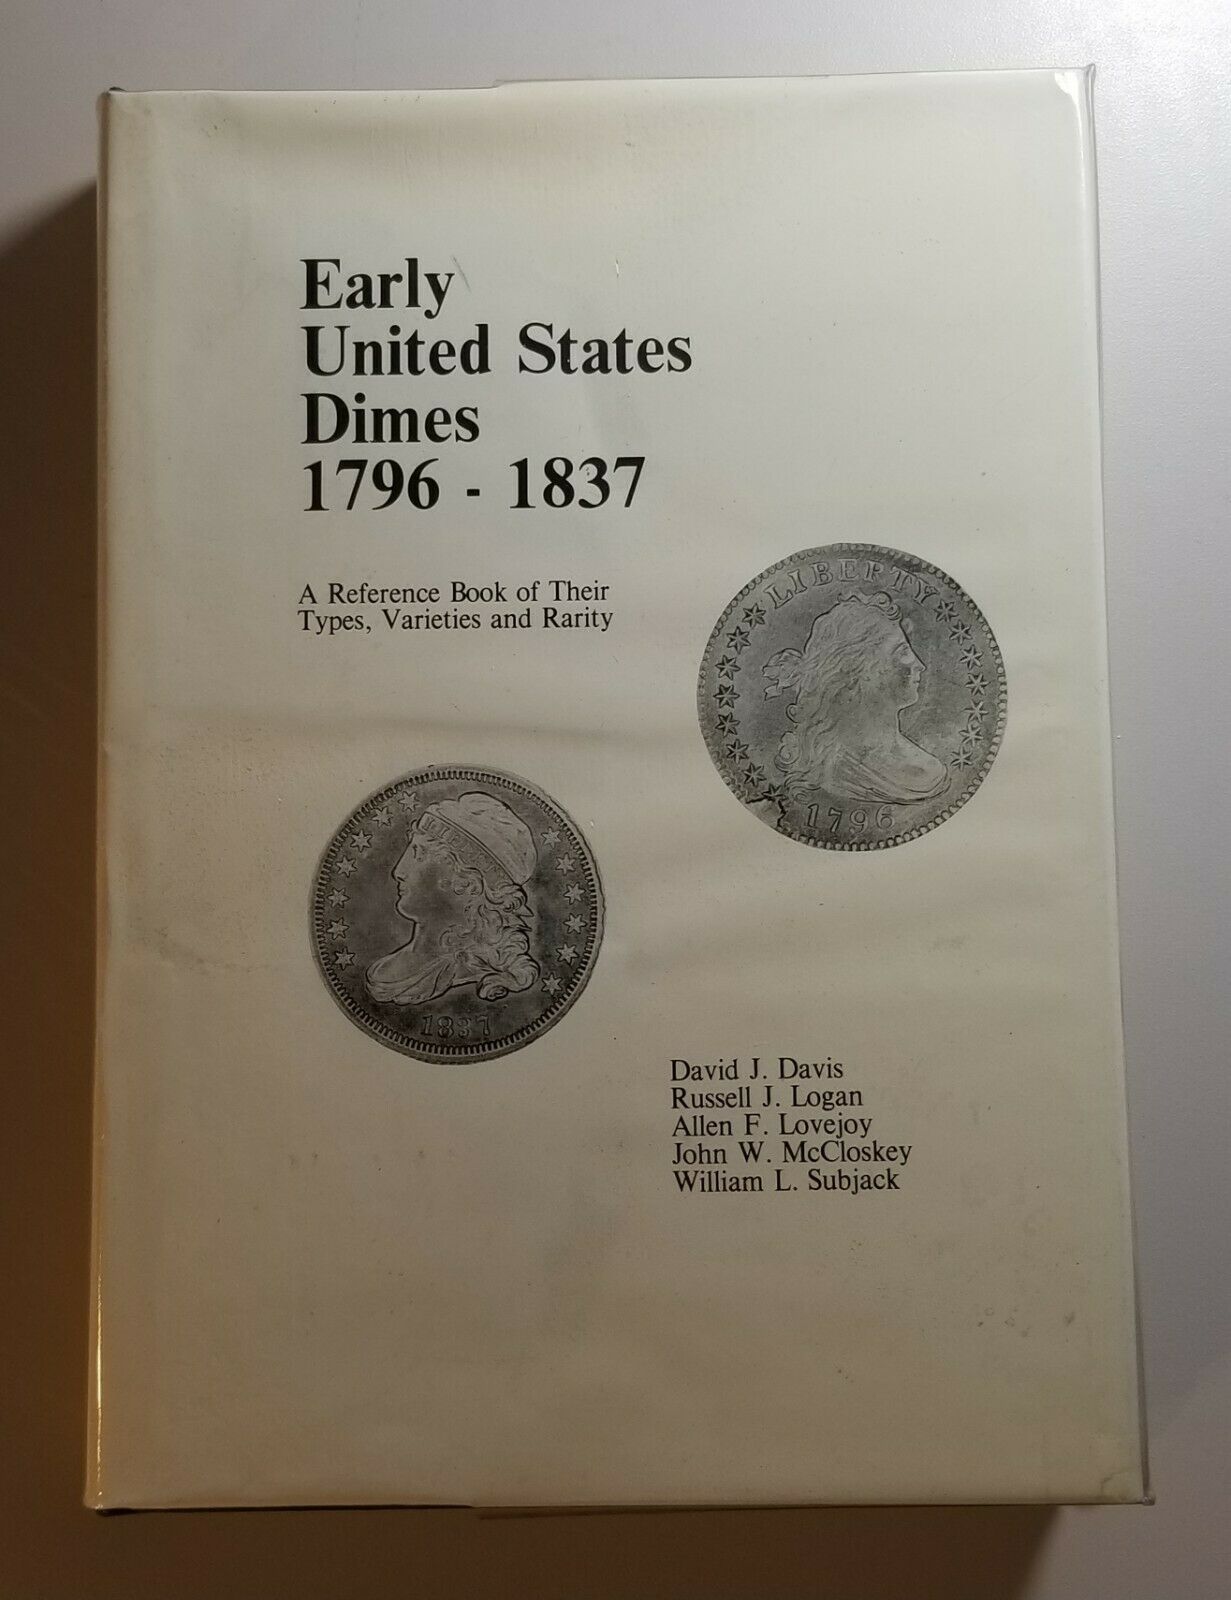 Early
United States
Dimes
1796 - 1837
A Reference Book of Their
Types, Varieties and Rarity
LIBERTY
1796
LIBERTY
1837
David J. Davis
Russell J. Logan
Allen F. Lovejoy
John W. McCloskey
William L. Subjack